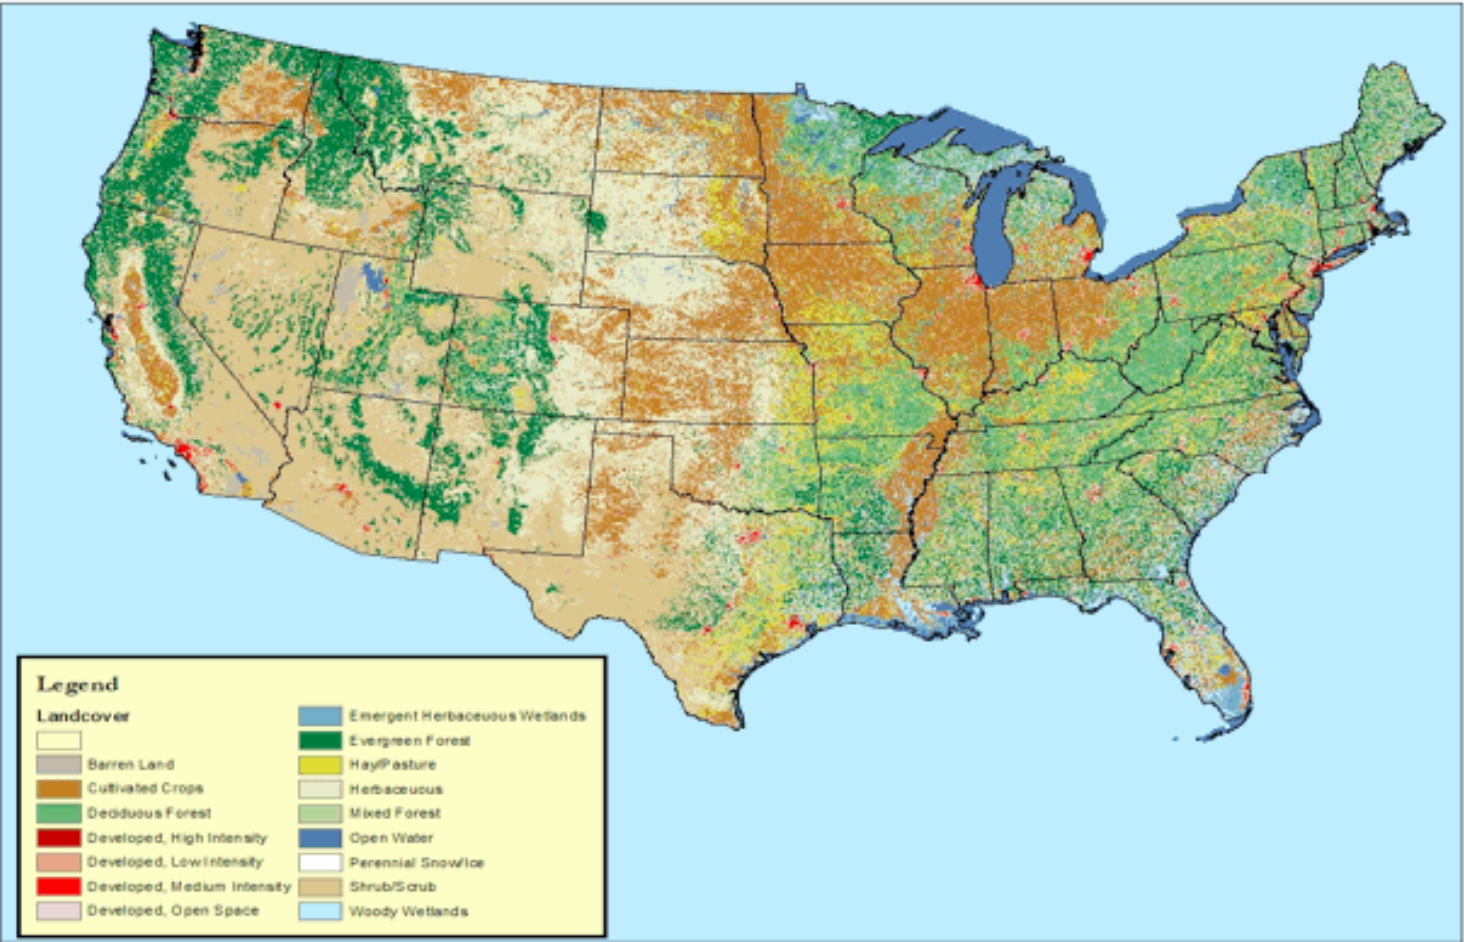 Legend
Landcover
Barren Land
Cultivated Crops
Deciduous Forest
Developed, High Intensity
Developed, Low Intensity
Developed, Medium Intensity
Developed, Open Space
Emergent Herbaceuous Wetlands
Evergreen Forest
Hay/Pasture
Herbaceuous
Mixed Forest
Open Water
Perennial Snow/Ice
Shrub/Scrub
Woody Wetlands